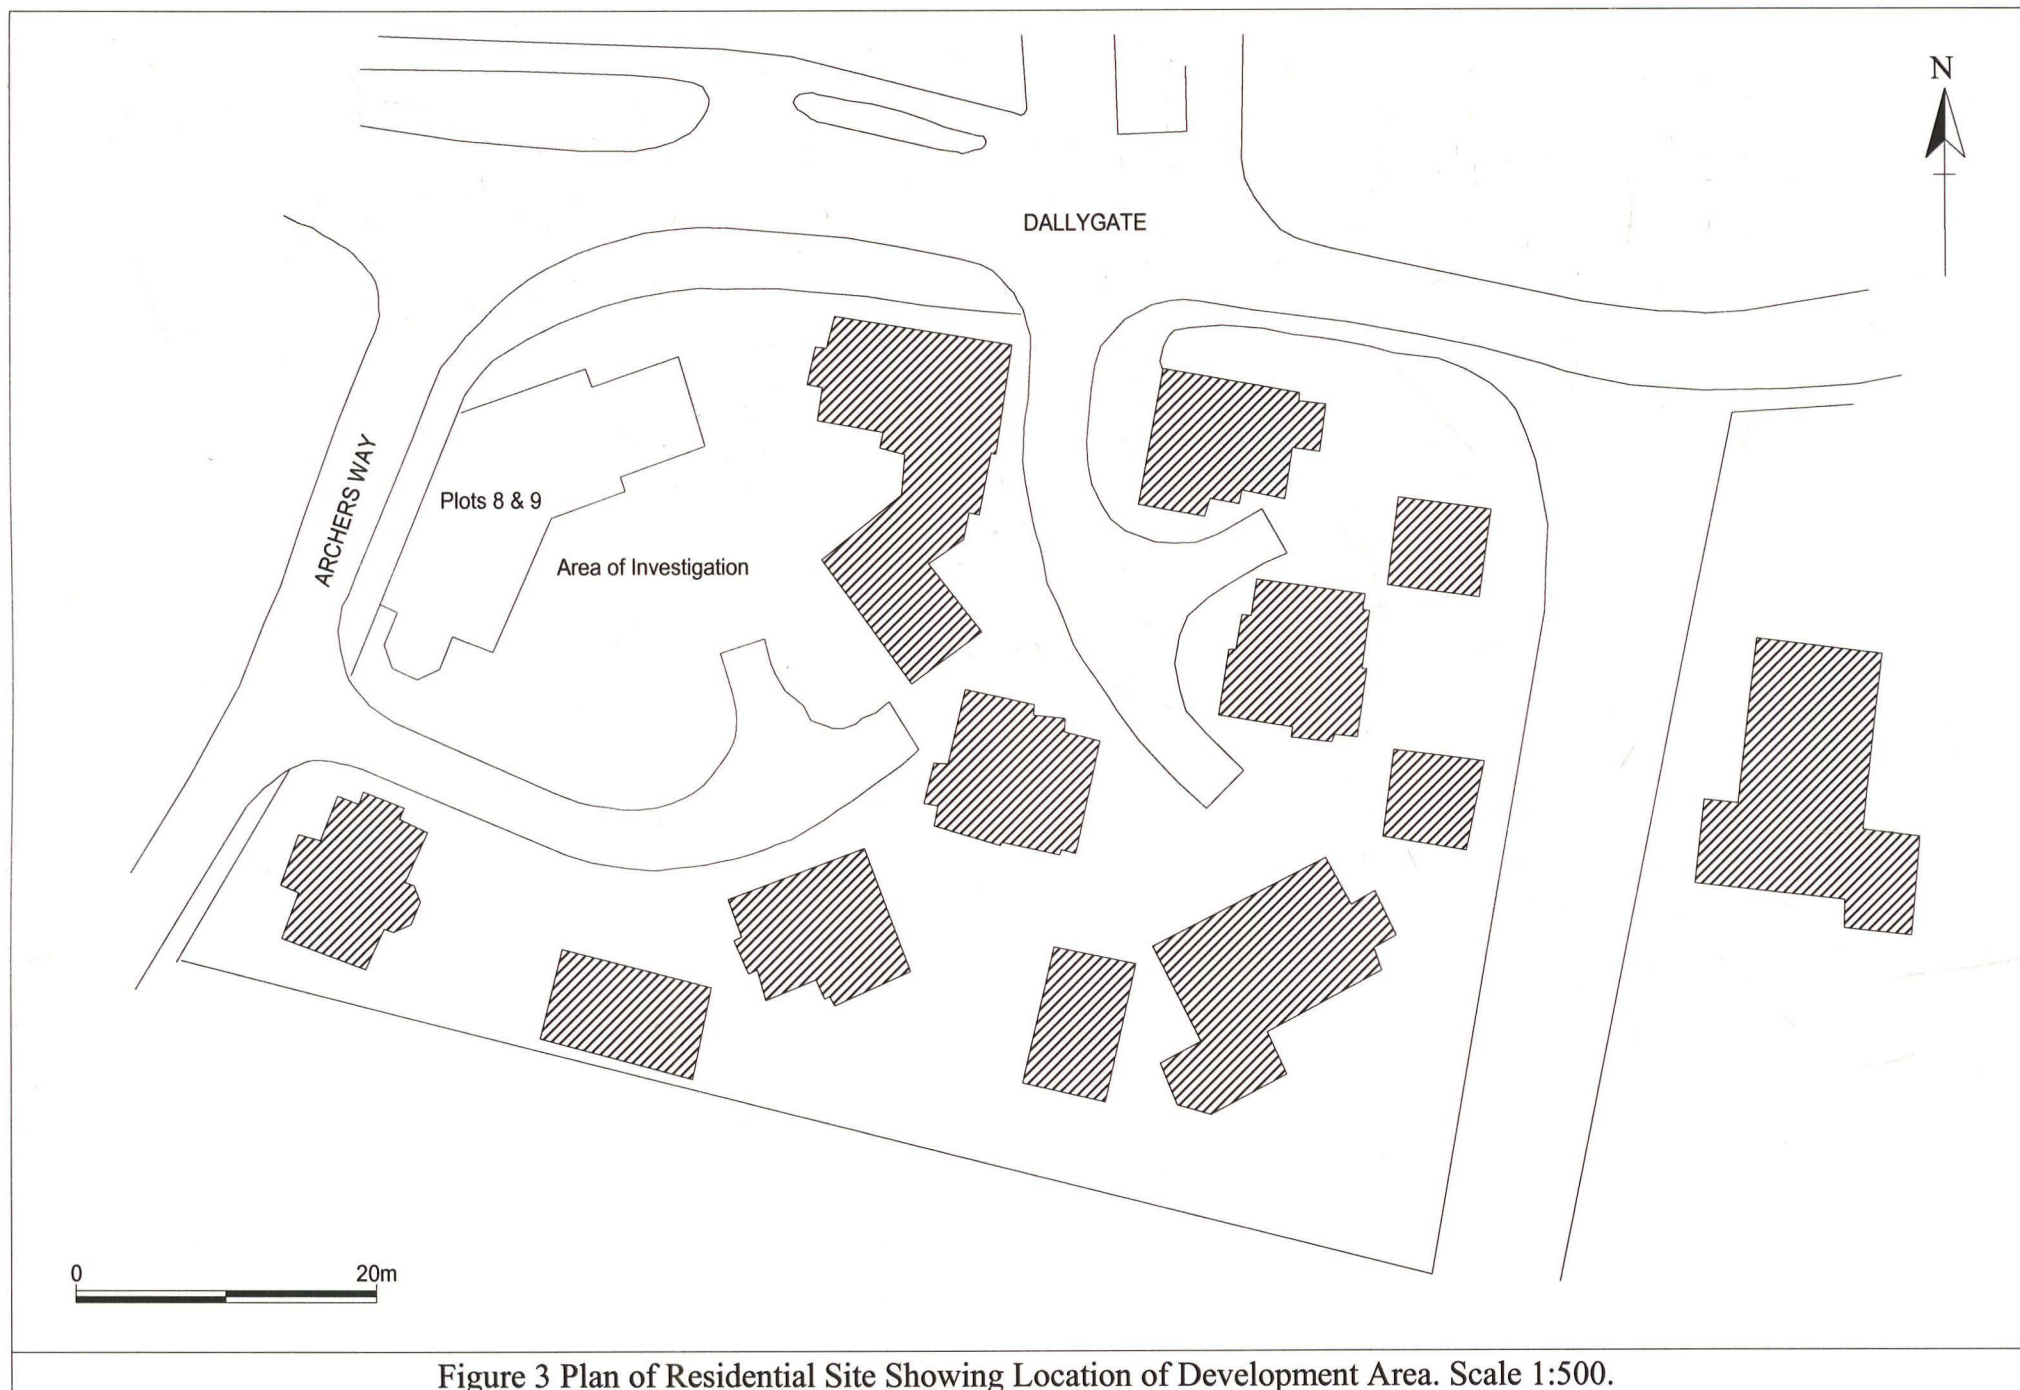 N
DALLYGATE
ARCHERS WAY
Plots 8 & 9
Area of Investigation
0 20m
Figure 3 Plan of Residential Site Showing Location of Development Area. Scale 1:500.